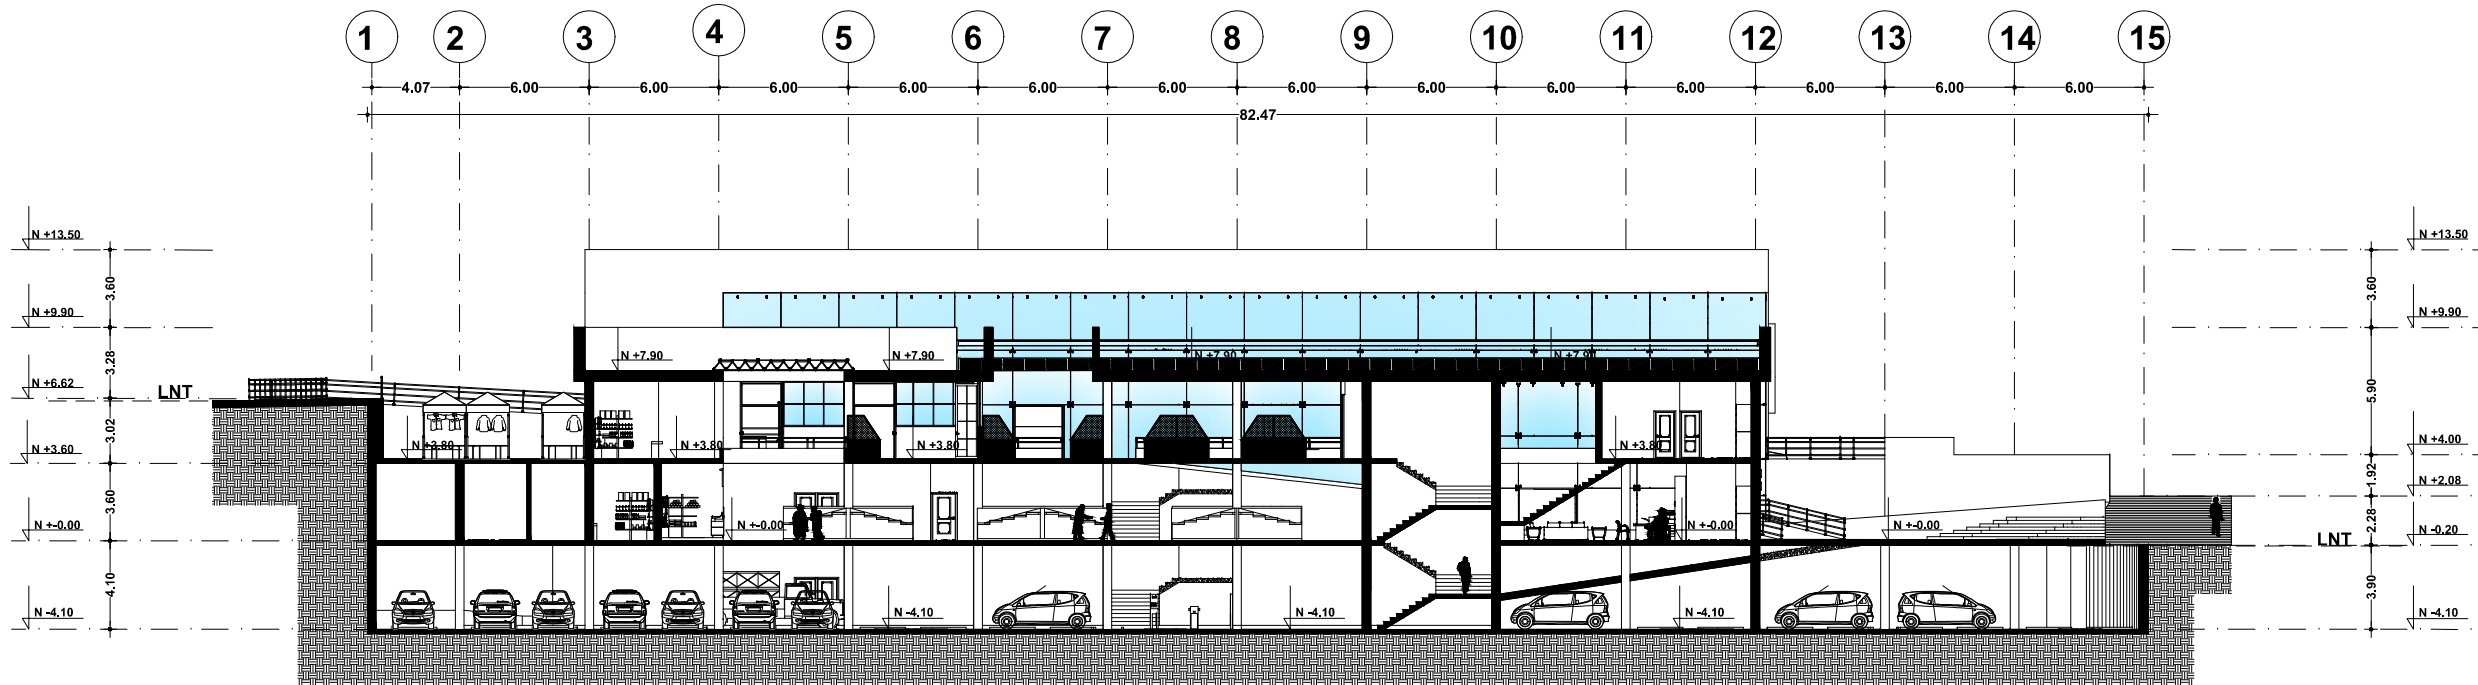 1 2 3 4 5 6 7 8 9 10 11 12 13 14 15
4.07 6.00 6.00 6.00 6.00 6.00 6.00 6.00 6.00 6.00 6.00 6.00 6.00 6.00
82.47
N +13.50 N +13.50
3.60 3.60
N +9.90 N +9.90
N +7.90 N +7.90 N +7.90 N +7.90
3.28 5.90
N +6.62
LNT
3.02
N +3.80 N +3.80 N +3.80 N +3.80
N +3.60 N +4.00
3.60 1.92
N +2.08
N +-0.00 N +-0.00 N +-0.00 N +-0.00
2.28
N -0.20
LNT
4.10 3.90
N -4.10 N -4.10 N -4.10 N -4.10 N -4.10